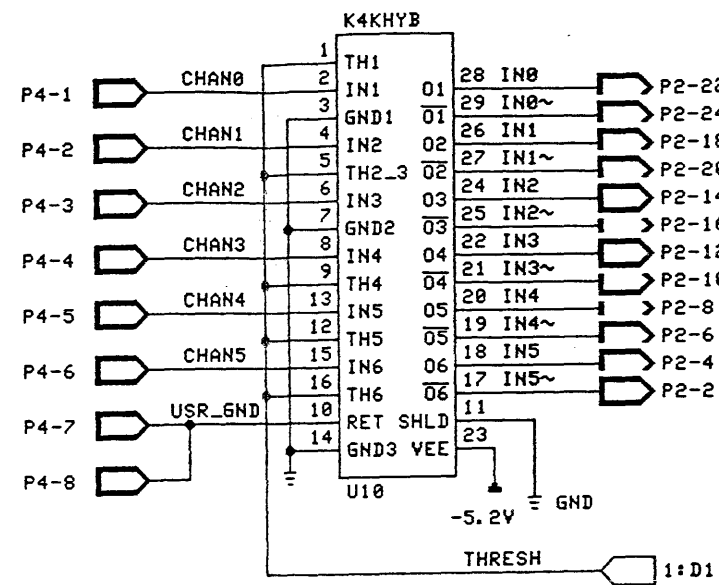 K4KHYB
1 TH1
P4-1 CHAN0 2 IN1 O1 28 IN0 P2-22
3 GND1 O1 29 IN0~ P2-24
P4-2 CHAN1 4 IN2 O2 26 IN1 P2-18
5 TH2_3 O2 27 IN1~ P2-20
P4-3 CHAN2 6 IN3 O3 24 IN2 P2-14
7 GND2 O3 25 IN2~ P2-16
P4-4 CHAN3 8 IN4 O4 22 IN3 P2-12
9 TH4 O4 21 IN3~ P2-10
P4-5 CHAN4 13 IN5 O5 20 IN4 P2-8
12 TH5 O5 19 IN4~ P2-6
P4-6 CHAN5 15 IN6 O6 18 IN5 P2-4
16 TH6 O6 17 IN5~ P2-2
P4-7 USR_GND 10 RET SHLD 11
14 GND3 VEE 23
P4-8
U10
-5.2V GND
THRESH 1:D1